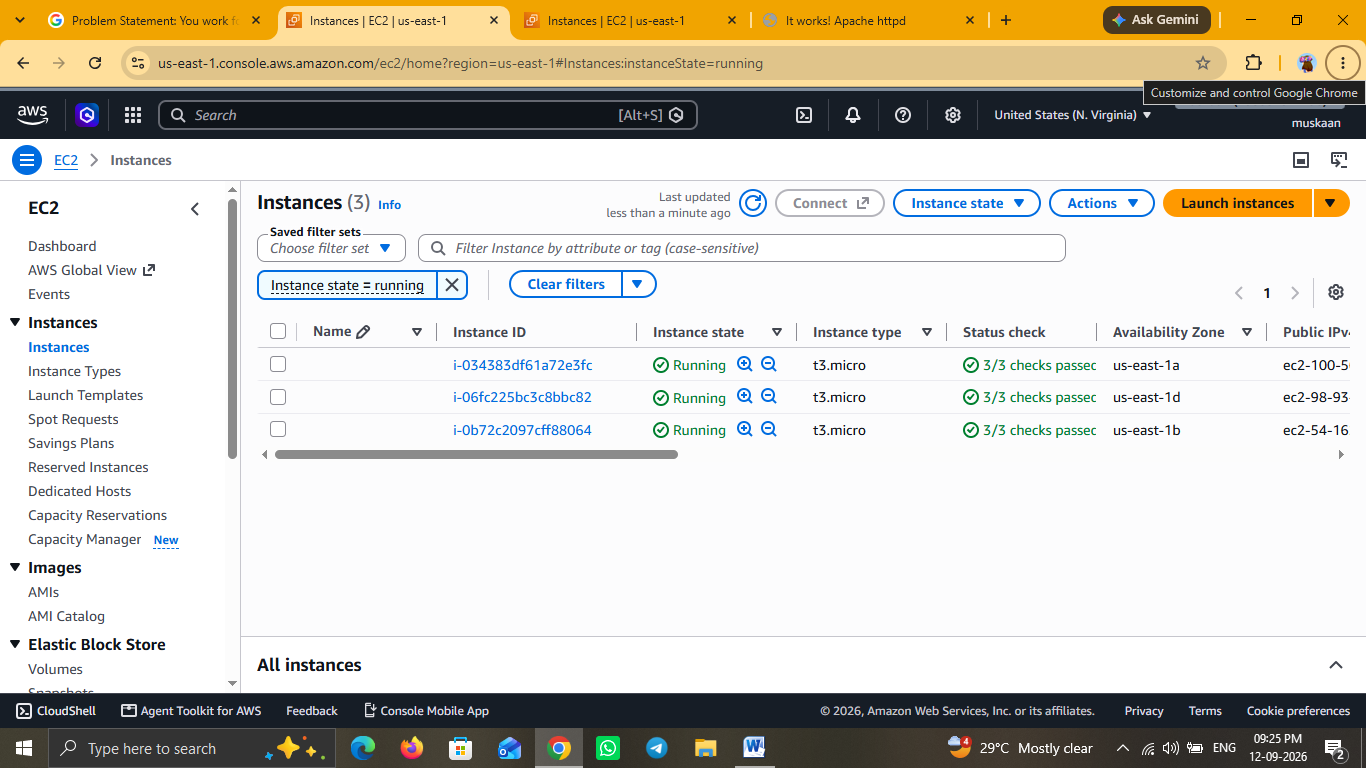 Problem Statement: You work fo
Instances | EC2 | us-east-1
Instances | EC2 | us-east-1
It works! Apache httpd
Ask Gemini
us-east-1.console.aws.amazon.com/ec2/home?region=us-east-1#Instances:instanceState=running
Customize and control Google Chrome
aws
Search
[Alt+S]
United States (N. Virginia)
muskaan
EC2
Instances
EC2
Dashboard
AWS Global View
Events
Instances
Instances
Instance Types
Launch Templates
Spot Requests
Savings Plans
Reserved Instances
Dedicated Hosts
Capacity Reservations
Capacity Manager New
Images
AMIs
AMI Catalog
Elastic Block Store
Volumes
Snapshots
Instances (3) Info
Last updated
less than a minute ago
Connect
Instance state
Actions
Launch instances
Saved filter sets
Choose filter set
Filter Instance by attribute or tag (case-sensitive)
Instance state = running
Clear filters
1
Name Instance ID Instance state Instance type Status check Availability Zone Public IPv4
i-034383df61a72e3fc Running t3.micro 3/3 checks passed us-east-1a ec2-100-5
i-06fc225bc3c8bbc82 Running t3.micro 3/3 checks passed us-east-1d ec2-98-93
i-0b72c2097cff88064 Running t3.micro 3/3 checks passed us-east-1b ec2-54-16
All instances
CloudShell Agent Toolkit for AWS Feedback Console Mobile App © 2026, Amazon Web Services, Inc. or its affiliates. Privacy Terms Cookie preferences
Type here to search
4
29°C Mostly clear
ENG
09:25 PM
12-09-2026
2